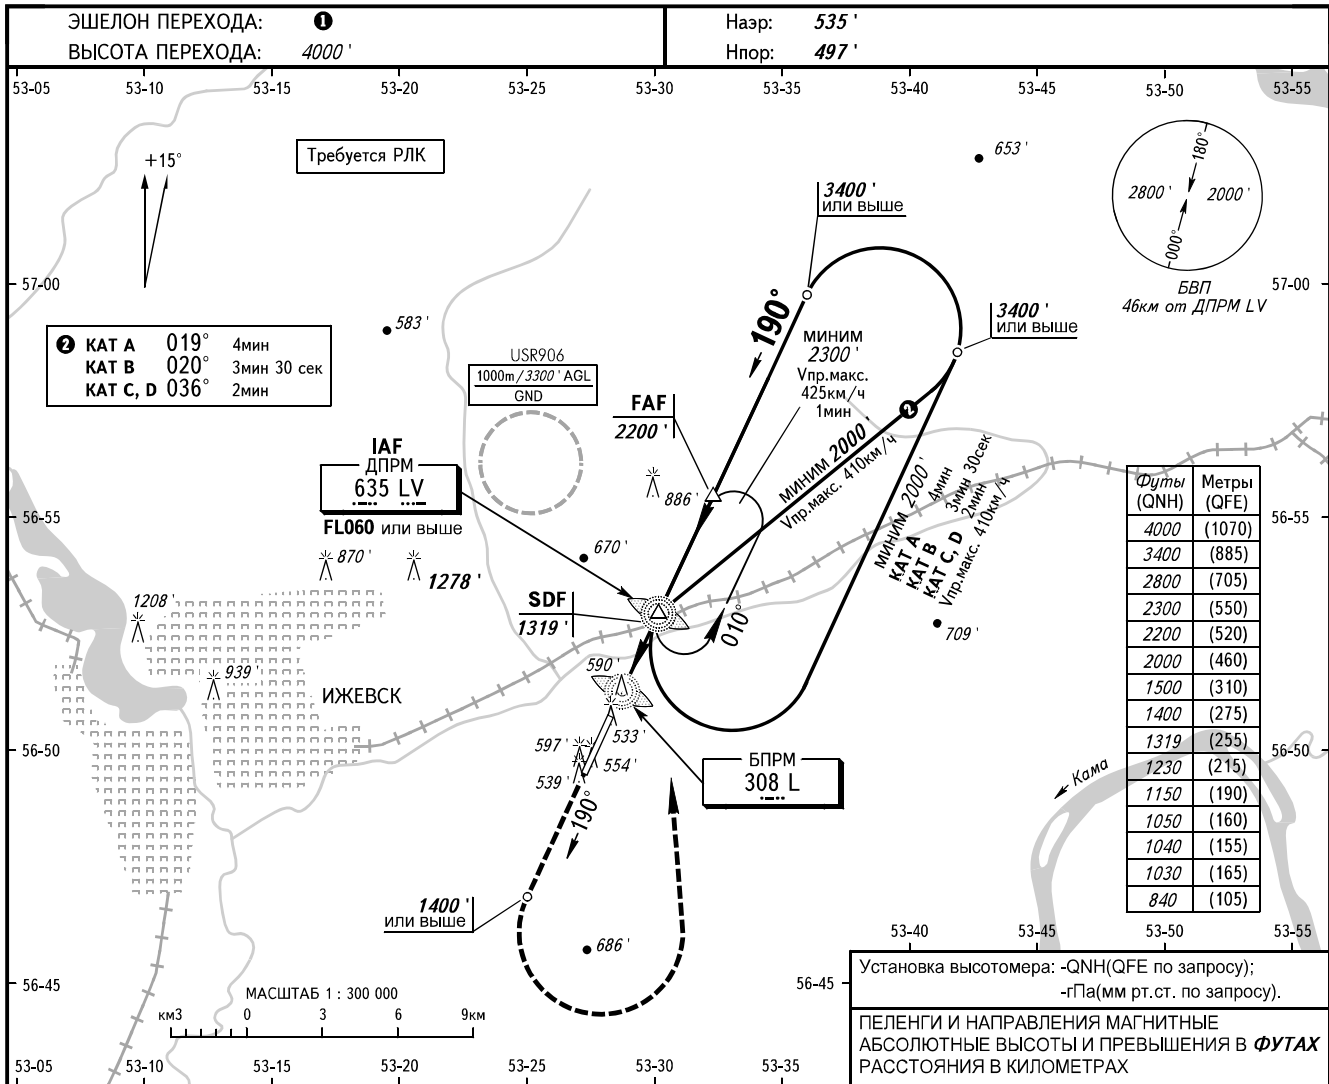 ЭШЕЛОН ПЕРЕХОДА: 1
ВЫСОТА ПЕРЕХОДА: 4000 '
Наэр: 535 '
Нпор: 497 '
53-05 53-10 53-15 53-20 53-25 53-30 53-35 53-40 53-45 53-50 53-55
+15°
Требуется РЛК
653 '
3400 '
или выше
180°
2800 ' 2000 '
000°
БВП
46км от ДПРМ LV
57-00
57-00
190°
3400 '
или выше
583 '
2 КАТ A 019° 4мин
КАТ B 020° 3мин 30 сек
КАТ C, D 036° 2мин
USR906
1000m/3300 ' AGL
GND
МИНИМ
2300 '
Vпр.макс.
425км/ч
1мин
FAF
2200 '
2
IAF
ДПРМ
635 LV
FL060 или выше
886 '
МИНИМ 2000 '
Vпр.макс. 410км/ч
МИНИМ 2000 '
КАТ A 4мин
КАТ B 3мин 30сек
КАТ C, D 2мин
Vпр.макс. 410км/ч
56-55
56-55
670 '
870 '
1278 '
1208 '
SDF
1319 '
010°
709 '
939 '
590 '
ИЖЕВСК
Футы (QNH) Метры (QFE)
4000 (1070)
3400 (885)
2800 (705)
2300 (550)
2200 (520)
2000 (460)
1500 (310)
1400 (275)
1319 (255)
1230 (215)
1150 (190)
1050 (160)
1040 (155)
1030 (165)
840 (105)
56-50
56-50
597 '
533 '
539 '
554 '
БПРМ
308 L
Кама
190°
1400 '
или выше
686 '
53-40 53-45 53-50 53-55
56-45
56-45
МАСШТАБ 1 : 300 000
км3 0 3 6 9км
53-05 53-10 53-15 53-20 53-25 53-30 53-35
Установка высотомера: -QNH(QFE по запросу);
-гПа(мм рт.ст. по запросу).
ПЕЛЕНГИ И НАПРАВЛЕНИЯ МАГНИТНЫЕ
АБСОЛЮТНЫЕ ВЫСОТЫ И ПРЕВЫШЕНИЯ В ФУТАХ
РАССТОЯНИЯ В КИЛОМЕТРАХ